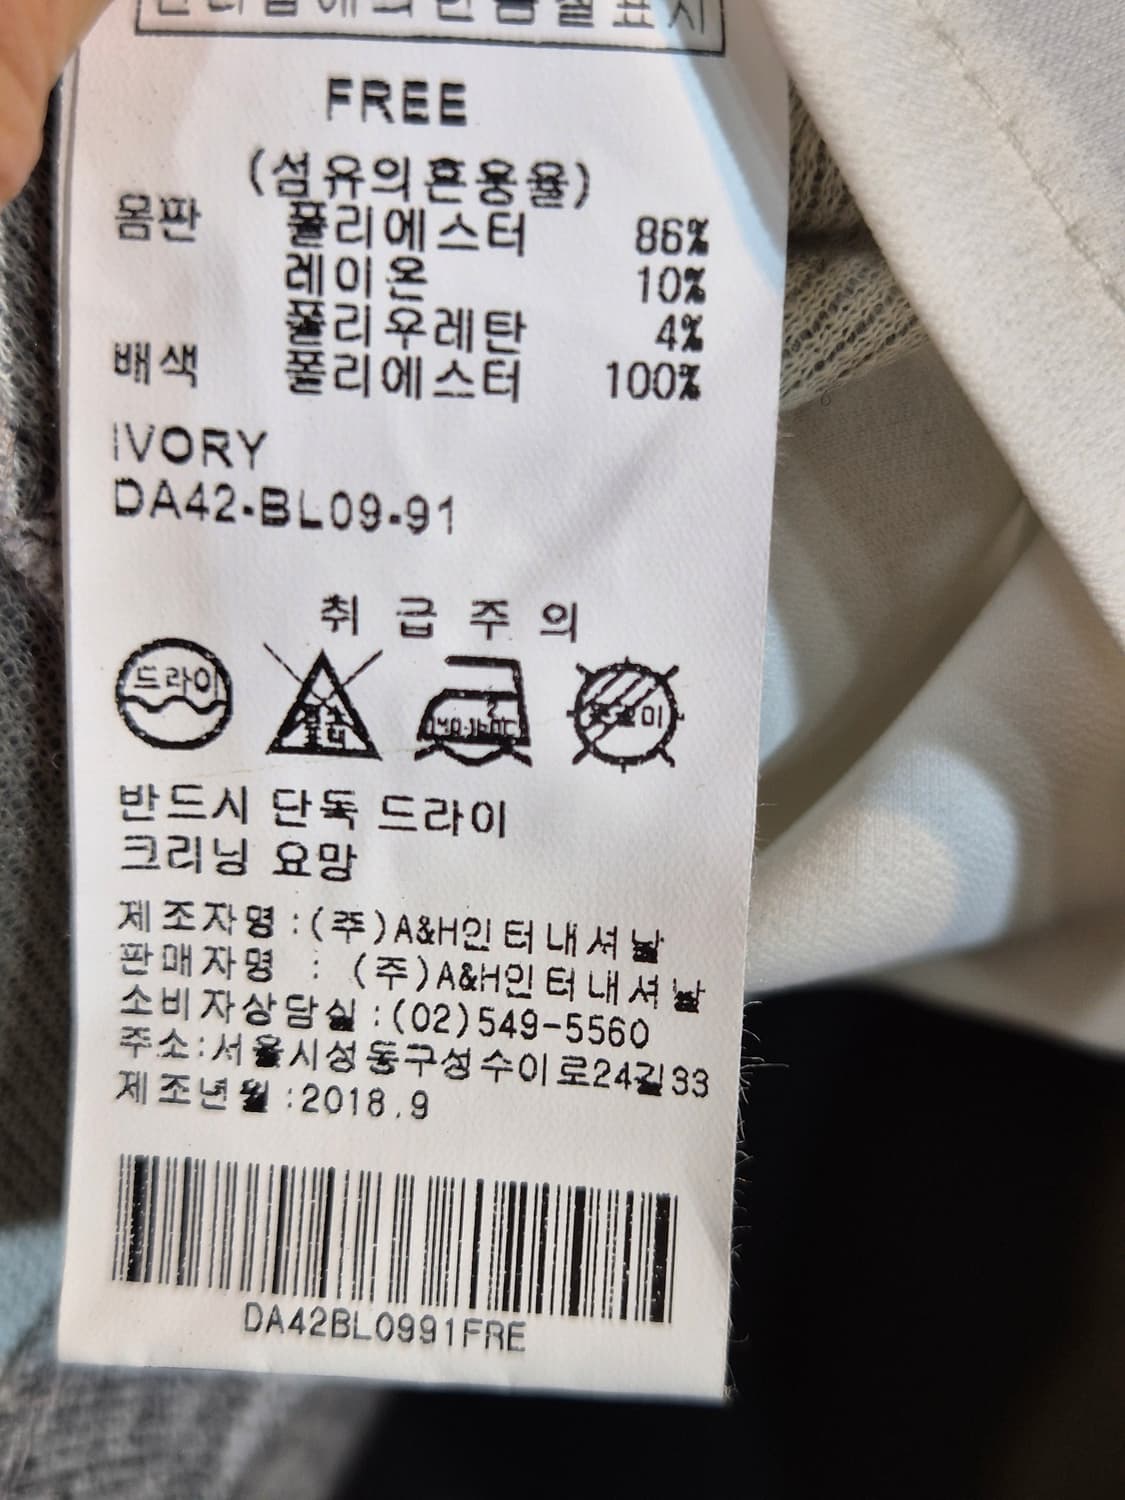 FREE
(섬유의혼용율)
몸판 폴리에스터 86%
레이온 10%
폴리우레탄 4%
배색 폴리에스터 100%
IVORY
DA42-BL09-91
취급주의
드라이
반드시 단독 드라이
크리닝 요망
제조자명 :(주)A&H인터내셔날
판매자명 : (주)A&H인터내셔날
소비자상담실 :(02)549-5560
주소:서울시성동구성수이로24길33
제조년월 :2018.9
DA42BL0991FRE